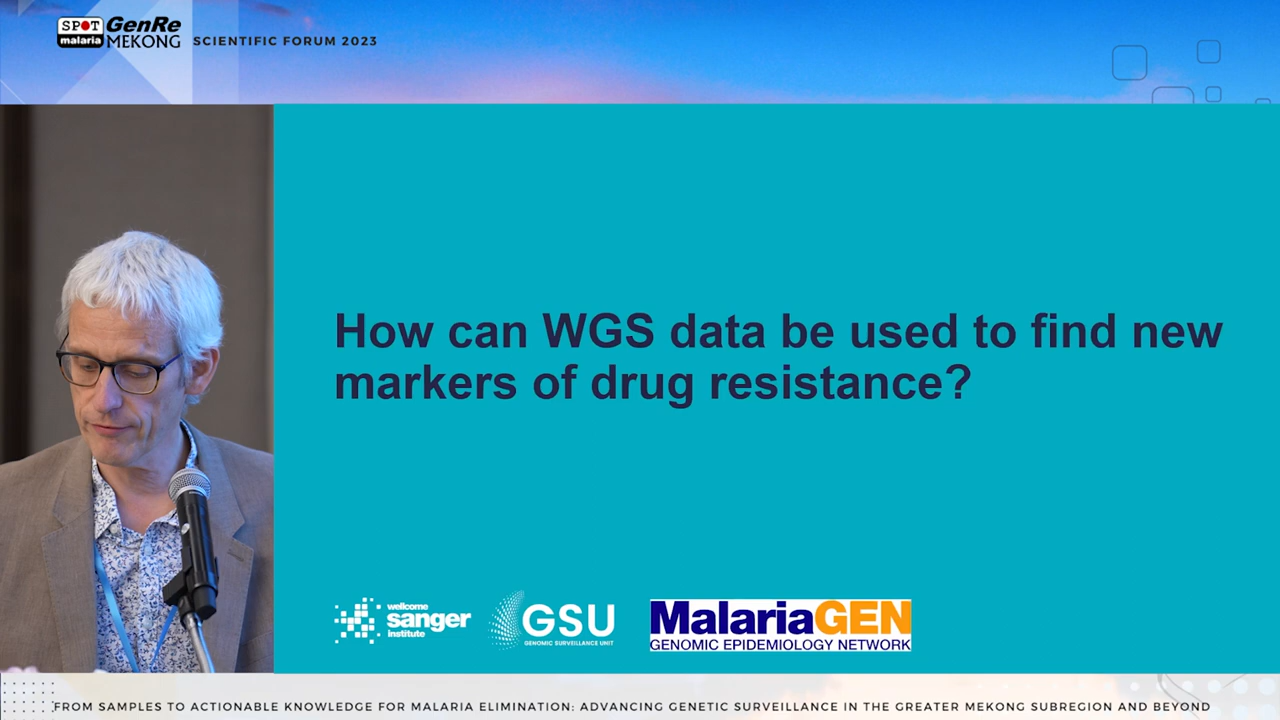 SPOT malaria GenRe MEKONG SCIENTIFIC FORUM 2023
How can WGS data be used to find new
markers of drug resistance?
wellcome sanger institute
GSU
GENOMIC SURVEILLANCE UNIT
MalariaGEN
GENOMIC EPIDEMIOLOGY NETWORK
FROM SAMPLES TO ACTIONABLE KNOWLEDGE FOR MALARIA ELIMINATION: ADVANCING GENETIC SURVEILLANCE IN THE GREATER MEKONG SUBREGION AND BEYOND